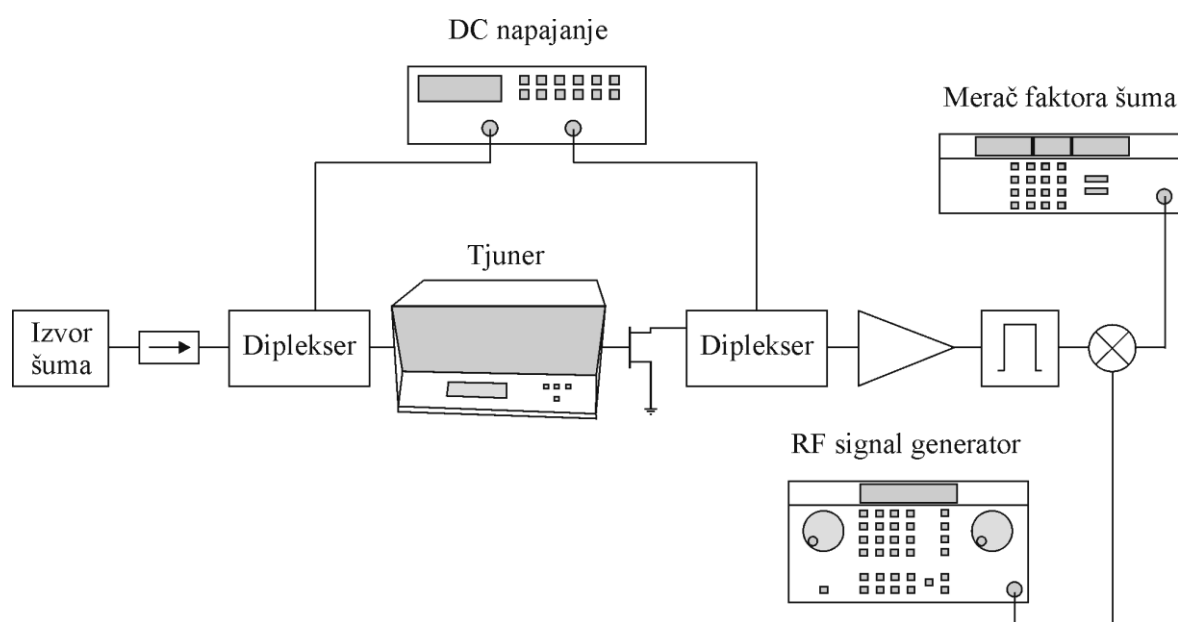 DC napajanje
Merač faktora šuma
Tjuner
Izvor
šuma
Diplekser
Diplekser
RF signal generator